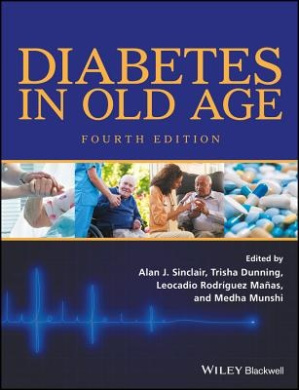 DIABETES
IN OLD AGE
FOURTH EDITION
Edited by
Alan J. Sinclair, Trisha Dunning,
Leocadio Rodríguez Mañas,
and Medha Munshi
WILEY Blackwell